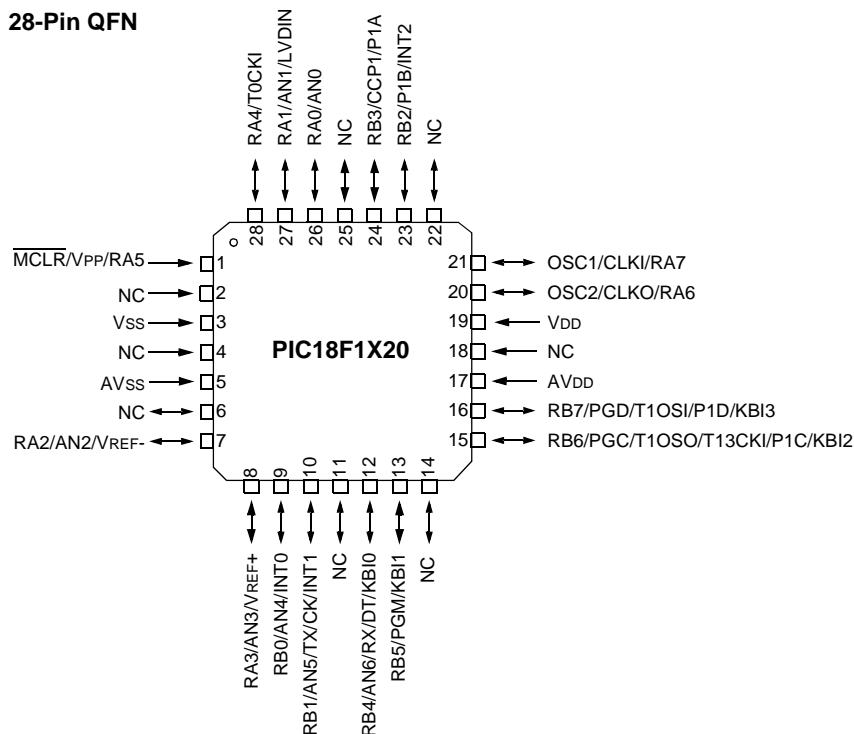 28-Pin QFN
RA4/T0CKI
RA1/AN1/LVDIN
RA0/AN0
NC
RB3/CCP1/P1A
RB2/P1B/INT2
NC
28
27
26
25
24
23
22
MCLR/VPP/RA5 1
NC 2
VSS 3
NC 4
AVSS 5
NC 6
RA2/AN2/VREF- 7
PIC18F1X20
21 OSC1/CLKI/RA7
20 OSC2/CLKO/RA6
19 VDD
18 NC
17 AVDD
16 RB7/PGD/T1OSI/P1D/KBI3
15 RB6/PGC/T1OSO/T13CKI/P1C/KBI2
8
9
10
11
12
13
14
RA3/AN3/VREF+
RB0/AN4/INT0
RB1/AN5/TX/CK/INT1
NC
RB4/AN6/RX/DT/KBI0
RB5/PGM/KBI1
NC